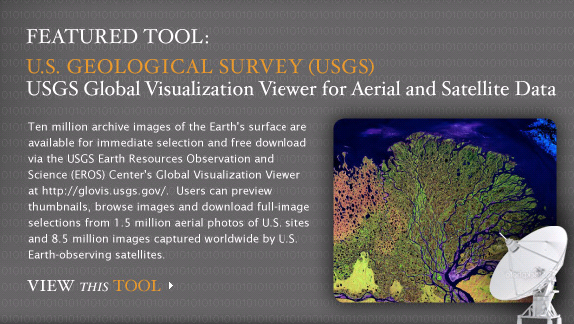 FEATURED TOOL:
U.S. GEOLOGICAL SURVEY (USGS)
USGS Global Visualization Viewer for Aerial and Satellite Data
Ten million archive images of the Earth's surface are
available for immediate selection and free download
via the USGS Earth Resources Observation and
Science (EROS) Center's Global Visualization Viewer
at http://glovis.usgs.gov/.  Users can preview
thumbnails, browse images and download full-image
selections from 1.5 million aerial photos of U.S. sites
and 8.5 million images captured worldwide by U.S.
Earth-observing satellites.
VIEW THIS TOOL